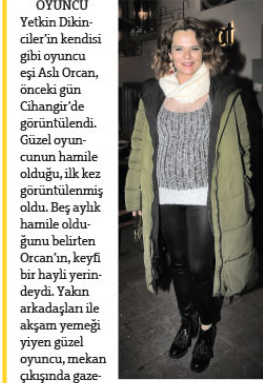 OYUNCU
Yetkin Dikin-
ciler'in kendisi
gibi oyuncu
eşi Aslı Orcan,
önceki gün
Cihangir'de
görüntülendi.
Güzel oyun-
cunun hamile
olduğu, ilk kez
görüntülenmiş
oldu. Beş aylık
hamile oldu-
ğunu belirten
Orcan'ın, keyfi
bir hayli yerin-
deydi. Yakın
arkadaşları ile
akşam yemeği
yiyen güzel
oyuncu, mekan
çıkışında gaze-